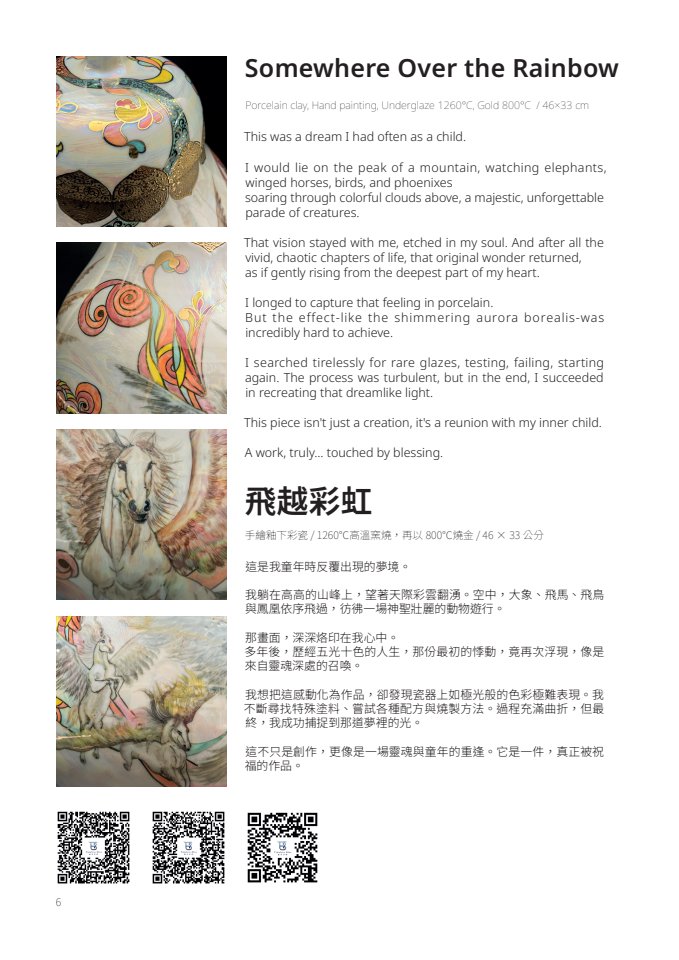 Somewhere Over the Rainbow
Porcelain clay, Hand painting, Underglaze 1260°C, Gold 800°C / 46×33 cm
This was a dream I had often as a child.
I would lie on the peak of a mountain, watching elephants,
winged horses, birds, and phoenixes
soaring through colorful clouds above, a majestic, unforgettable
parade of creatures.
That vision stayed with me, etched in my soul. And after all the
vivid, chaotic chapters of life, that original wonder returned,
as if gently rising from the deepest part of my heart.
I longed to capture that feeling in porcelain.
But the effect-like the shimmering aurora borealis-was
incredibly hard to achieve.
I searched tirelessly for rare glazes, testing, failing, starting
again. The process was turbulent, but in the end, I succeeded
in recreating that dreamlike light.
This piece isn't just a creation, it's a reunion with my inner child.
A work, truly... touched by blessing.
飛越彩虹
手繪釉下彩瓷 / 1260°C高溫窯燒，再以 800°C燒金 / 46 × 33 公分
這是我童年時反覆出現的夢境。
我躺在高高的山峰上，望著天際彩雲翻湧。空中，大象、飛馬、飛鳥
與鳳凰依序飛過，彷彿一場神聖壯麗的動物遊行。
那畫面，深深烙印在我心中。
多年後，歷經五光十色的人生，那份最初的悸動，竟再次浮現，像是
來自靈魂深處的召喚。
我想把這感動化為作品，卻發現瓷器上如極光般的色彩極難表現。我
不斷尋找特殊塗料、嘗試各種配方與燒製方法。過程充滿曲折，但最
終，我成功捕捉到那道夢裡的光。
這不只是創作，更像是一場靈魂與童年的重逢。它是一件，真正被祝
福的作品。
6